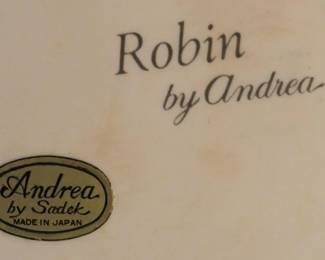 Robin
by Andrea
Andrea
by Sadek
MADE IN JAPAN